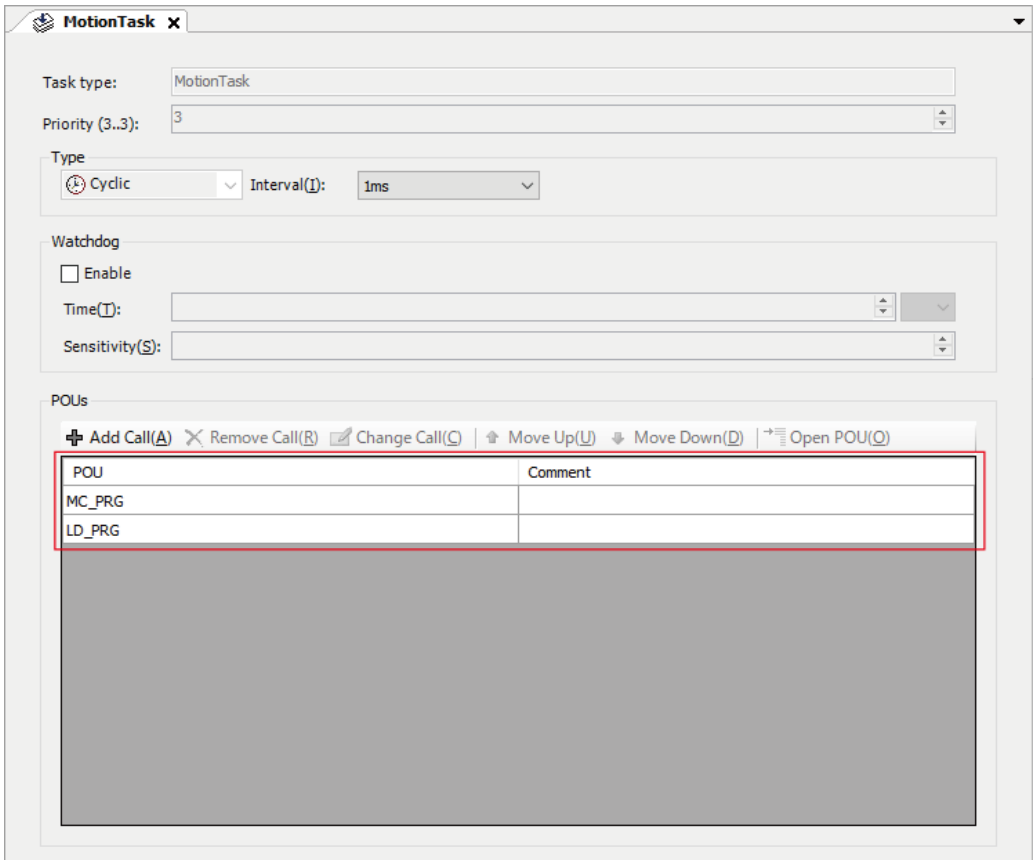 MotionTask
Task type: MotionTask
Priority (3..3): 3
Type
Cyclic Interval(I): 1ms
Watchdog
Enable
Time(T):
Sensitivity(S):
POUs
Add Call(A) Remove Call(R) Change Call(C) Move Up(U) Move Down(D) Open POU(O)
POU Comment
MC_PRG
LD_PRG